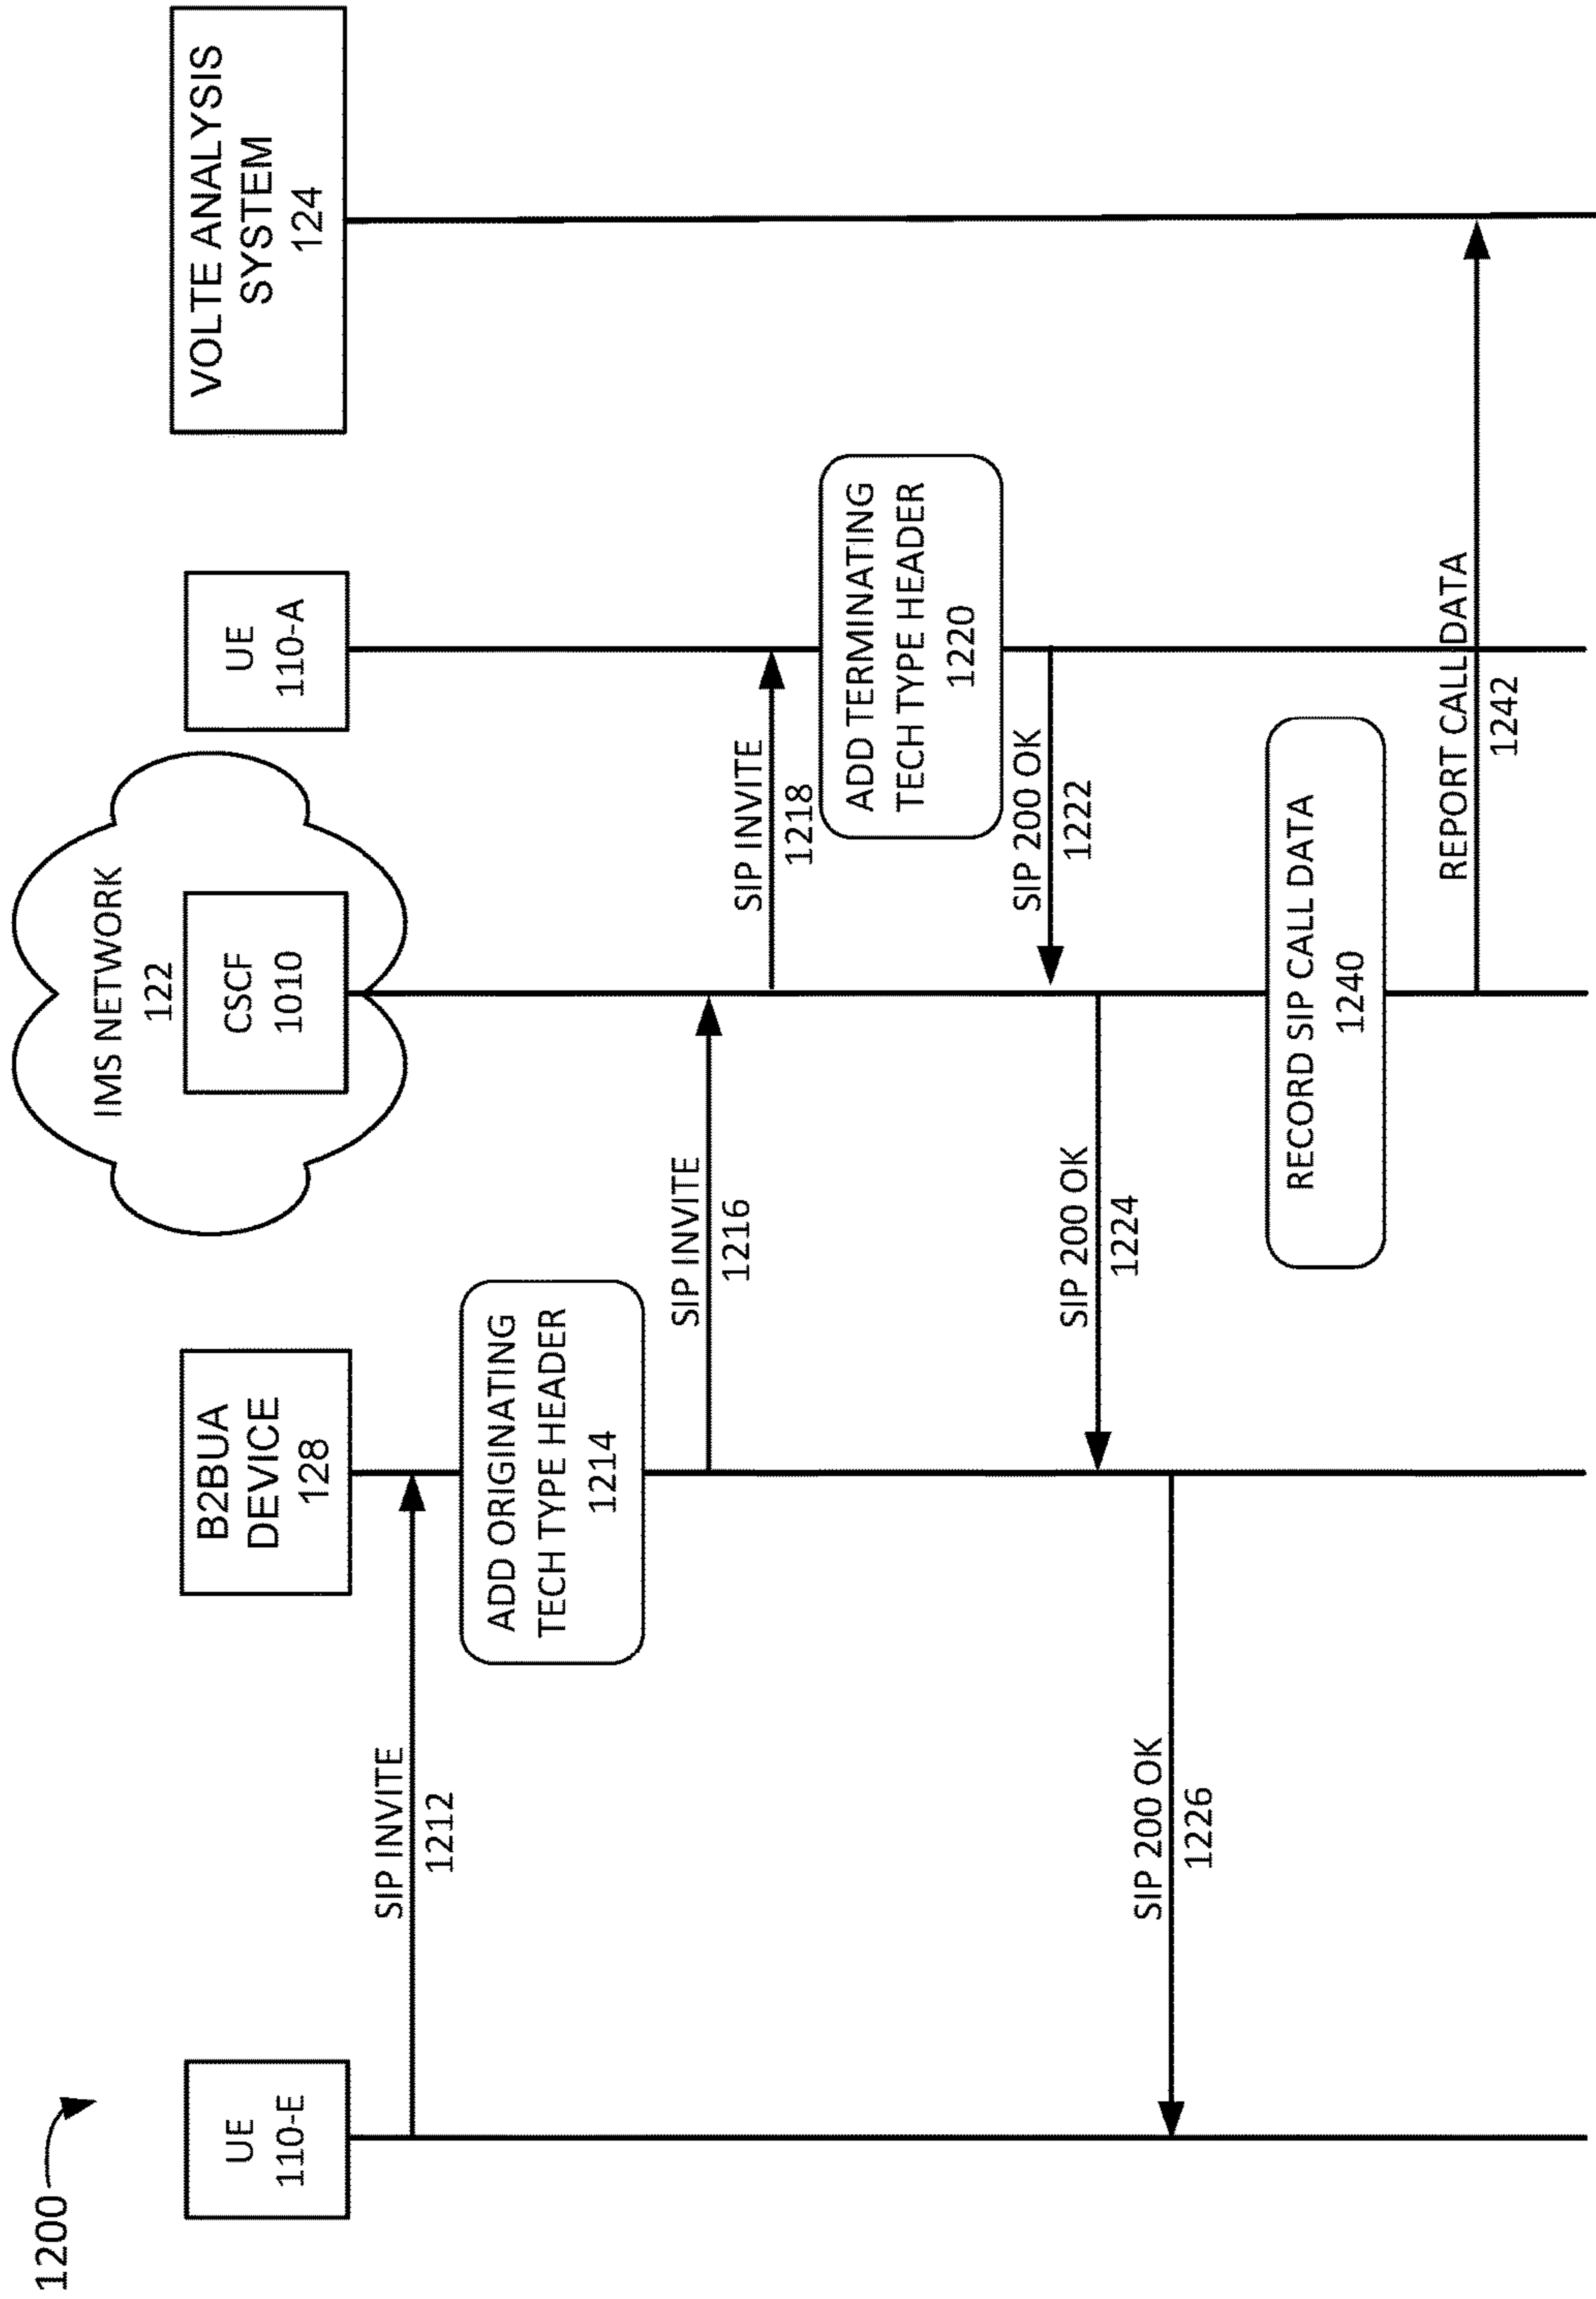 1200
UE
110-E
B2BUA
DEVICE
128
IMS NETWORK
122
CSCF
1010
UE
110-A
VOLTE ANALYSIS
SYSTEM
124
SIP INVITE
1212
ADD ORIGINATING
TECH TYPE HEADER
1214
SIP INVITE
1216
SIP INVITE
1218
ADD TERMINATING
TECH TYPE HEADER
1220
SIP 200 OK
1222
SIP 200 OK
1224
SIP 200 OK
1226
RECORD SIP CALL DATA
1240
REPORT CALL DATA
1242